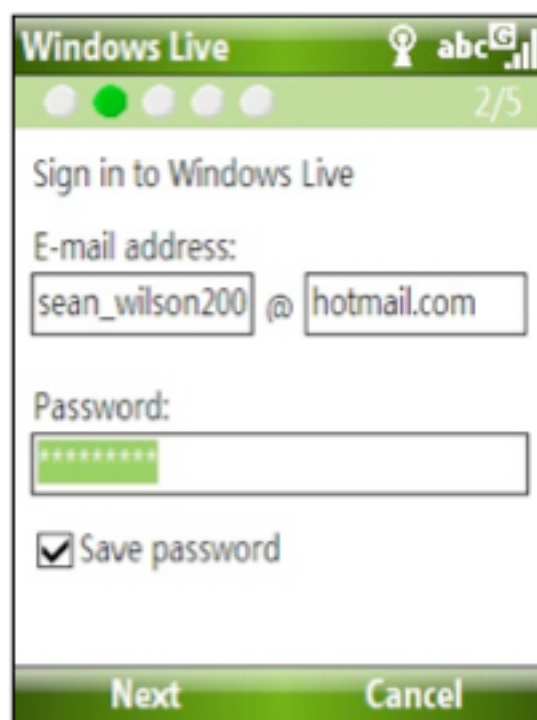 Windows Live abc G
2/5
Sign in to Windows Live
E-mail address:
sean_wilson200 @ hotmail.com
Password:
*********
Save password
Next Cancel